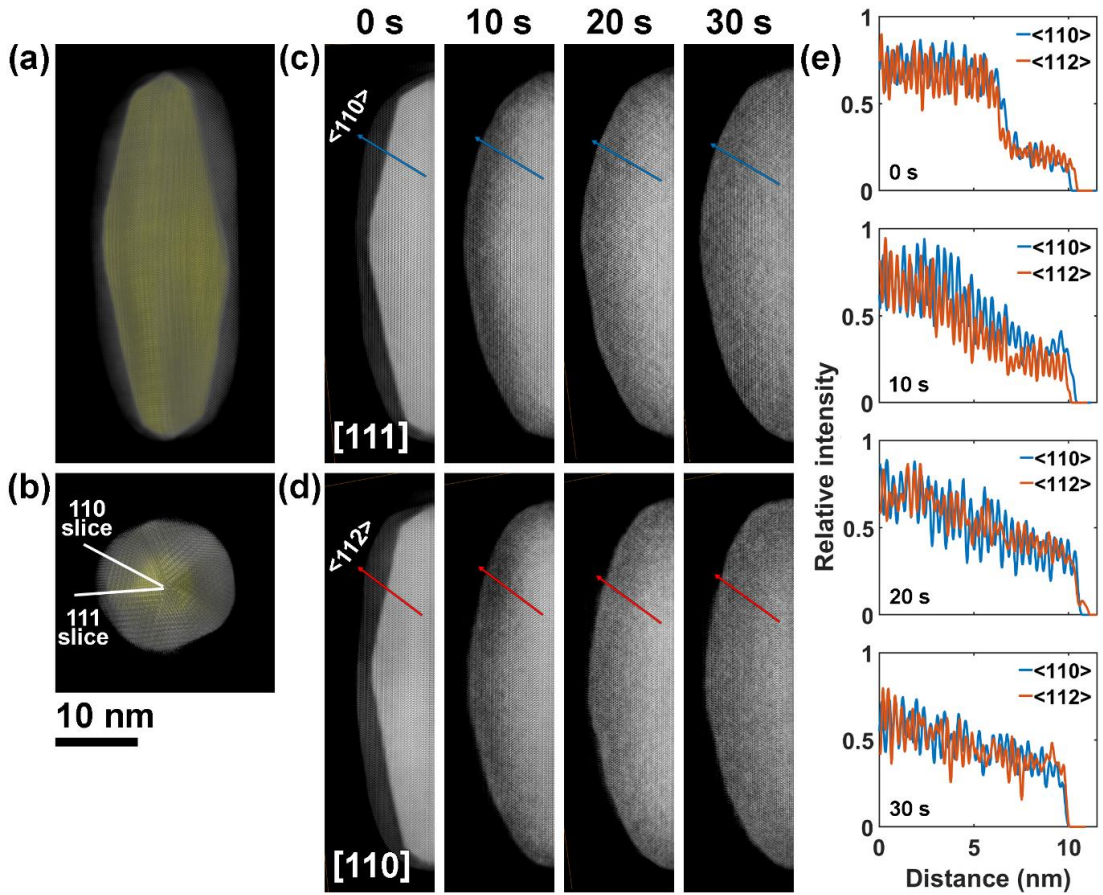 0 s 10 s 20 s 30 s
(a)
(b)
110
slice
111
slice
10 nm
(c)
<110>
[111]
(d)
<112>
[110]
(e)
Relative intensity
1
0.5
0
<110>
<112>
0 s
1
0.5
0
<110>
<112>
10 s
1
0.5
0
<110>
<112>
20 s
1
0.5
0
<110>
<112>
30 s
0 5 10
Distance (nm)